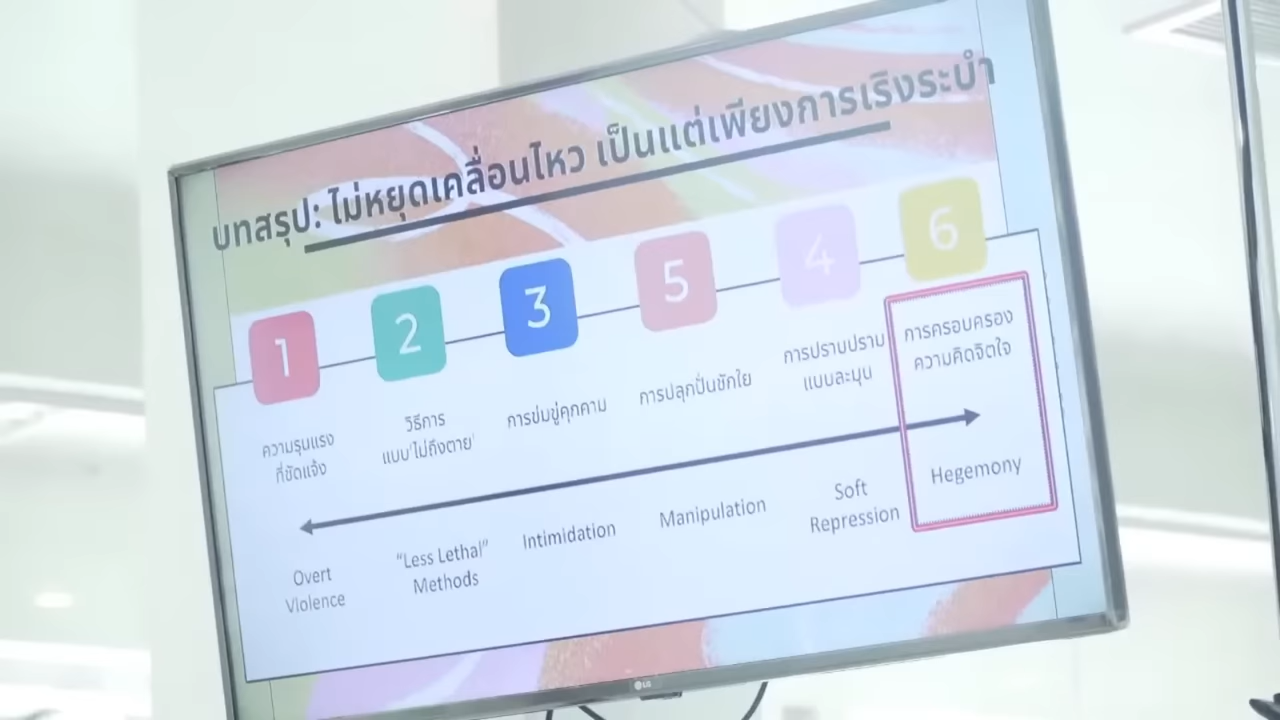 บทสรุป: ไม่หยุดเคลื่อนไหว เป็นแต่เพียงการเริงระบำ
1
2
3
5
4
6
ความรุนแรง
ที่ชัดแจ้ง
วิธีการ
แบบ'ไม่ถึงตาย'
การข่มขู่คุกคาม
การปลุกปั่นชักใย
การปราบปราม
แบบละมุน
การครอบครอง
ความคิดจิตใจ
Overt
Violence
"Less Lethal"
Methods
Intimidation
Manipulation
Soft
Repression
Hegemony
LG